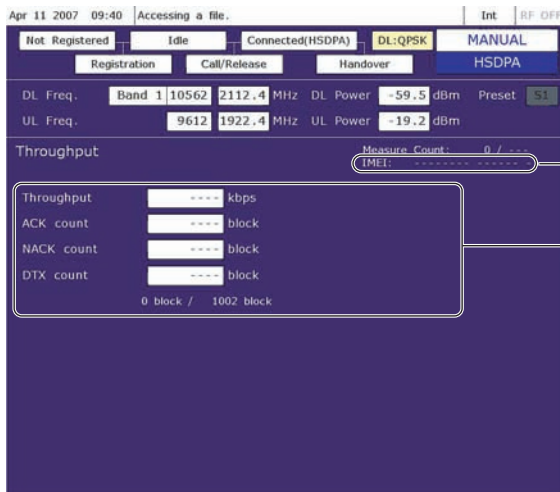 Apr 11 2007 09:40 Accessing a file. Int RF OFF
Not Registered Idle Connected(HSDPA) DL:QPSK MANUAL
Registration Call/Release Handover HSDPA
DL Freq. Band 1 10562 2112.4 MHz DL Power -59.5 dBm Preset S1
UL Freq. 9612 1922.4 MHz UL Power -19.2 dBm
Throughput Measure Count: 0 / ---
IMEI: -------- ------ -
Throughput ---- kbps
ACK count ---- block
NACK count ---- block
DTX count ---- block
0 block / 1002 block